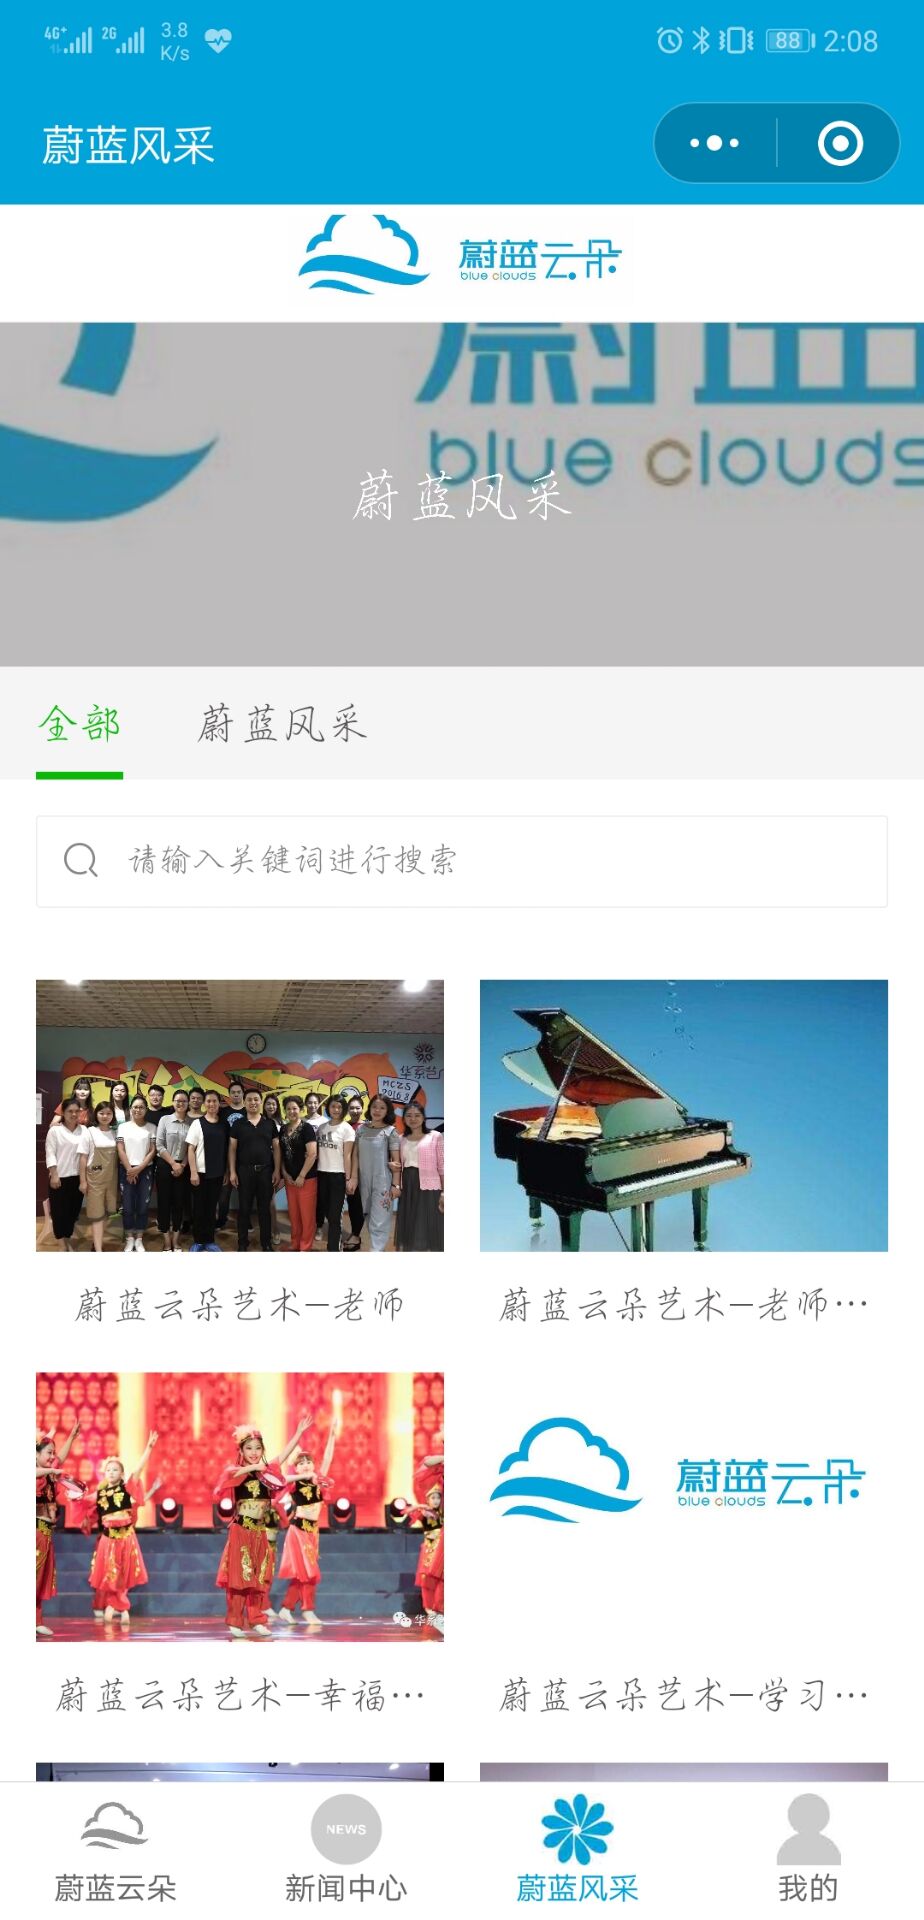 4G+ 2G 3.8 K/s 88 2:08
蔚蓝风采
蔚蓝云朵
blue clouds
蔚蓝
blue clouds
蔚蓝风采
全部 蔚蓝风采
请输入关键词进行搜索
MCZS
2016.8
蔚蓝云朵艺术—老师
蔚蓝云朵艺术—老师…
蔚蓝云朵
blue clouds
蔚蓝云朵艺术—幸福…
蔚蓝云朵艺术—学习…
NEWS
蔚蓝云朵 新闻中心 蔚蓝风采 我的